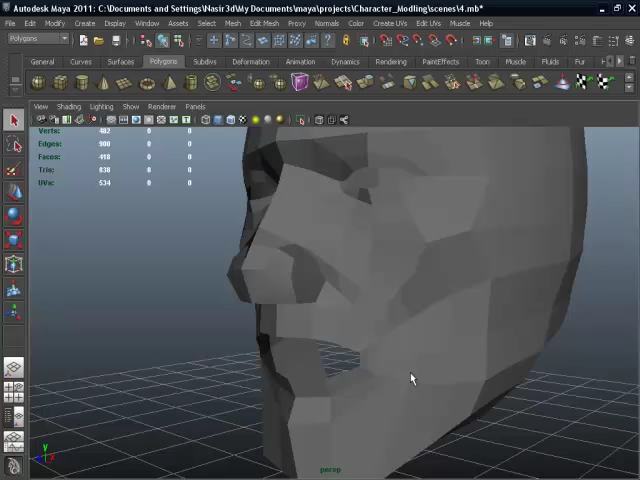 Autodesk Maya 2011: C:\Documents and Settings\Nasir3d\My Documents\maya\projects\Character_Modling\scenes\4.mb*
File Edit Modify Create Display Window Assets Select Mesh Edit Mesh Proxy Normals Color Create UVs Edit UVs Muscle Help
Polygons
General Curves Surfaces Polygons Subdivs Deformation Animation Dynamics Rendering PaintEffects Toon Muscle Fluids Fur
View Shading Lighting Show Renderer Panels
Verts: 482 0 0
Edges: 900 0 0
Faces: 418 0 0
Tris: 838 0 0
UVs: 534 0 0
y
persp